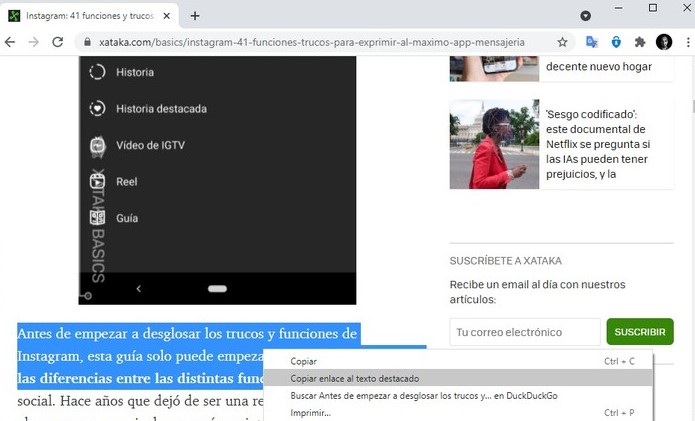 Instagram: 41 funciones y trucos
xataka.com/basics/instagram-41-funciones-trucos-para-exprimir-al-maximo-app-mensajeria
Historia
Historia destacada
Vídeo de IGTV
Reel
Guía
XATAKA BASICS
decente nuevo hogar
'Sesgo codificado':
este documental de
Netflix se pregunta si
las IAs pueden tener
prejuicios, y la
SUSCRÍBETE A XATAKA
Recibe un email al día con nuestros
artículos:
Tu correo electrónico
SUSCRIBIR
Antes de empezar a desglosar los trucos y funciones de
Instagram, esta guía solo puede empeza
las diferencias entre las distintas func
social. Hace años que dejó de ser una re
Copiar Ctrl + C
Copiar enlace al texto destacado
Buscar Antes de empezar a desglosar los trucos y... en DuckDuckGo
Imprimir... Ctrl + P